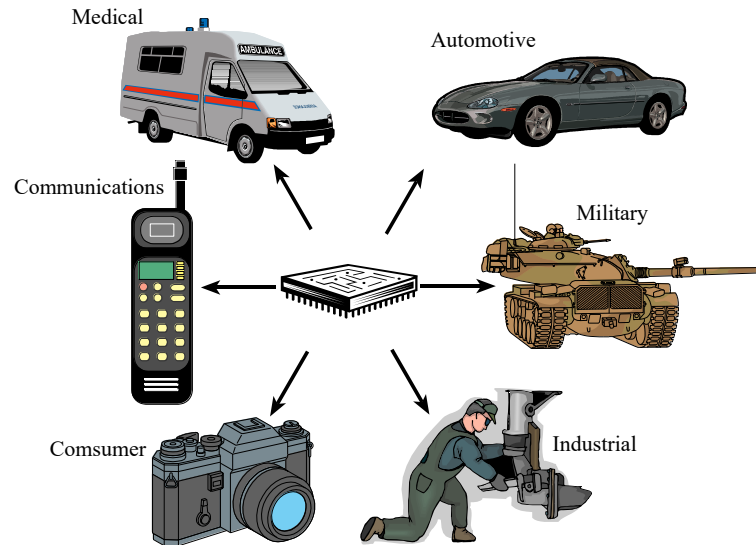 Medical
Automotive
AMBULANCE
Communications
Military
Comsumer
Industrial